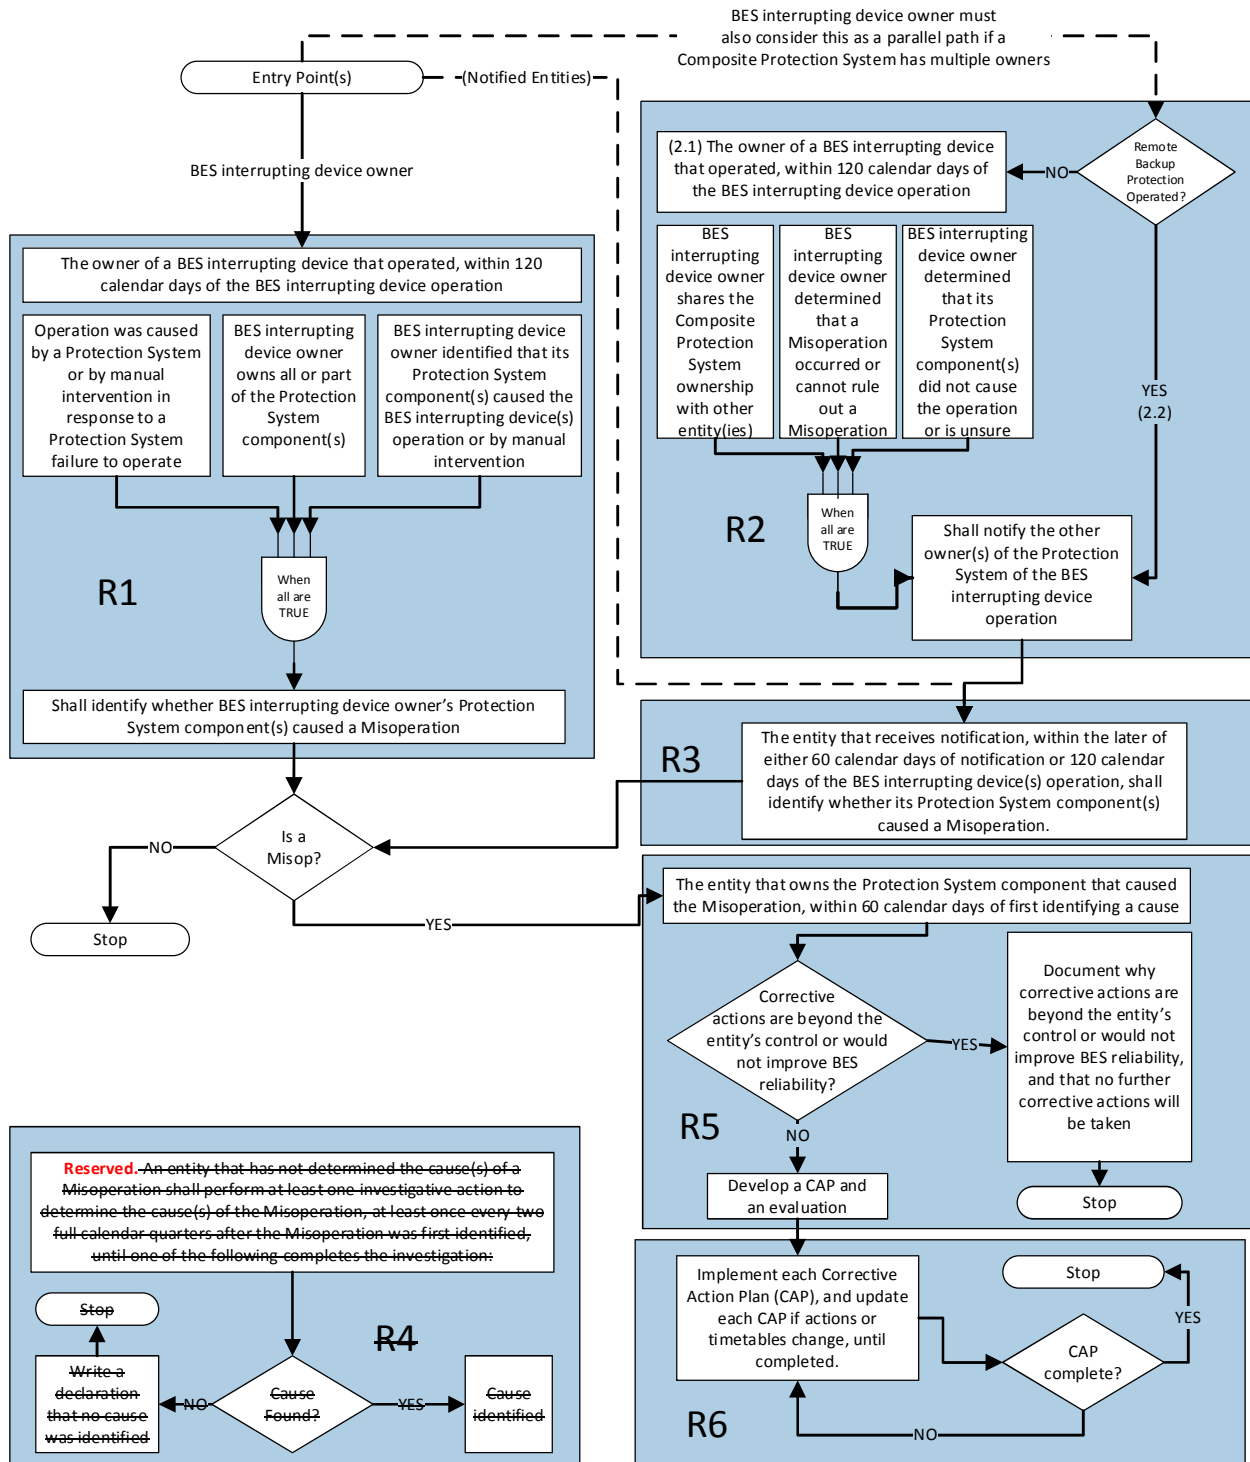 BES interrupting device owner must
also consider this as a parallel path if a
Composite Protection System has multiple owners
Entry Point(s)
(Notified Entities)
BES interrupting device owner
The owner of a BES interrupting device that operated, within 120
calendar days of the BES interrupting device operation
Operation was caused
by a Protection System
or by manual
intervention in
response to a
Protection System
failure to operate
BES interrupting
device owner
owns all or part
of the Protection
System
component(s)
BES interrupting device
owner identified that its
Protection System
component(s) caused the
BES interrupting device(s)
operation or by manual
intervention
R1
When
all are
TRUE
Shall identify whether BES interrupting device owner's Protection
System component(s) caused a Misoperation
Is a
Misop?
NO
Stop
YES
(2.1) The owner of a BES interrupting device
that operated, within 120 calendar days of
the BES interrupting device operation
NO
Remote
Backup
Protection
Operated?
BES
interrupting
device owner
shares the
Composite
Protection
System
ownership
with other
entity(ies)
BES
interrupting
device owner
determined
that a
Misoperation
occurred or
cannot rule
out a
Misoperation
BES interrupting
device owner
determined
that its
Protection
System
component(s)
did not cause
the operation
or is unsure
YES
(2.2)
R2
When
all are
TRUE
Shall notify the other
owner(s) of the Protection
System of the BES
interrupting device
operation
R3
The entity that receives notification, within the later of
either 60 calendar days of notification or 120 calendar
days of the BES interrupting device(s) operation, shall
identify whether its Protection System component(s)
caused a Misoperation.
The entity that owns the Protection System component that caused
the Misoperation, within 60 calendar days of first identifying a cause
Corrective
actions are beyond the
entity's control or would
not improve BES
reliability?
YES
Document why
corrective actions are
beyond the entity's
control or would not
improve BES reliability,
and that no further
corrective actions will
be taken
R5
NO
Develop a CAP and
an evaluation
Stop
Reserved. An entity that has not determined the cause(s) of a
Misoperation shall perform at least one investigative action to
determine the cause(s) of the Misoperation, at least once every two
full calendar quarters after the Misoperation was first identified,
until one of the following completes the investigation:
Stop
R4
Write a
declaration
that no cause
was identified
NO
Cause
Found?
YES
Cause
identified
Implement each Corrective
Action Plan (CAP), and update
each CAP if actions or
timetables change, until
completed.
Stop
YES
CAP
complete?
R6
NO